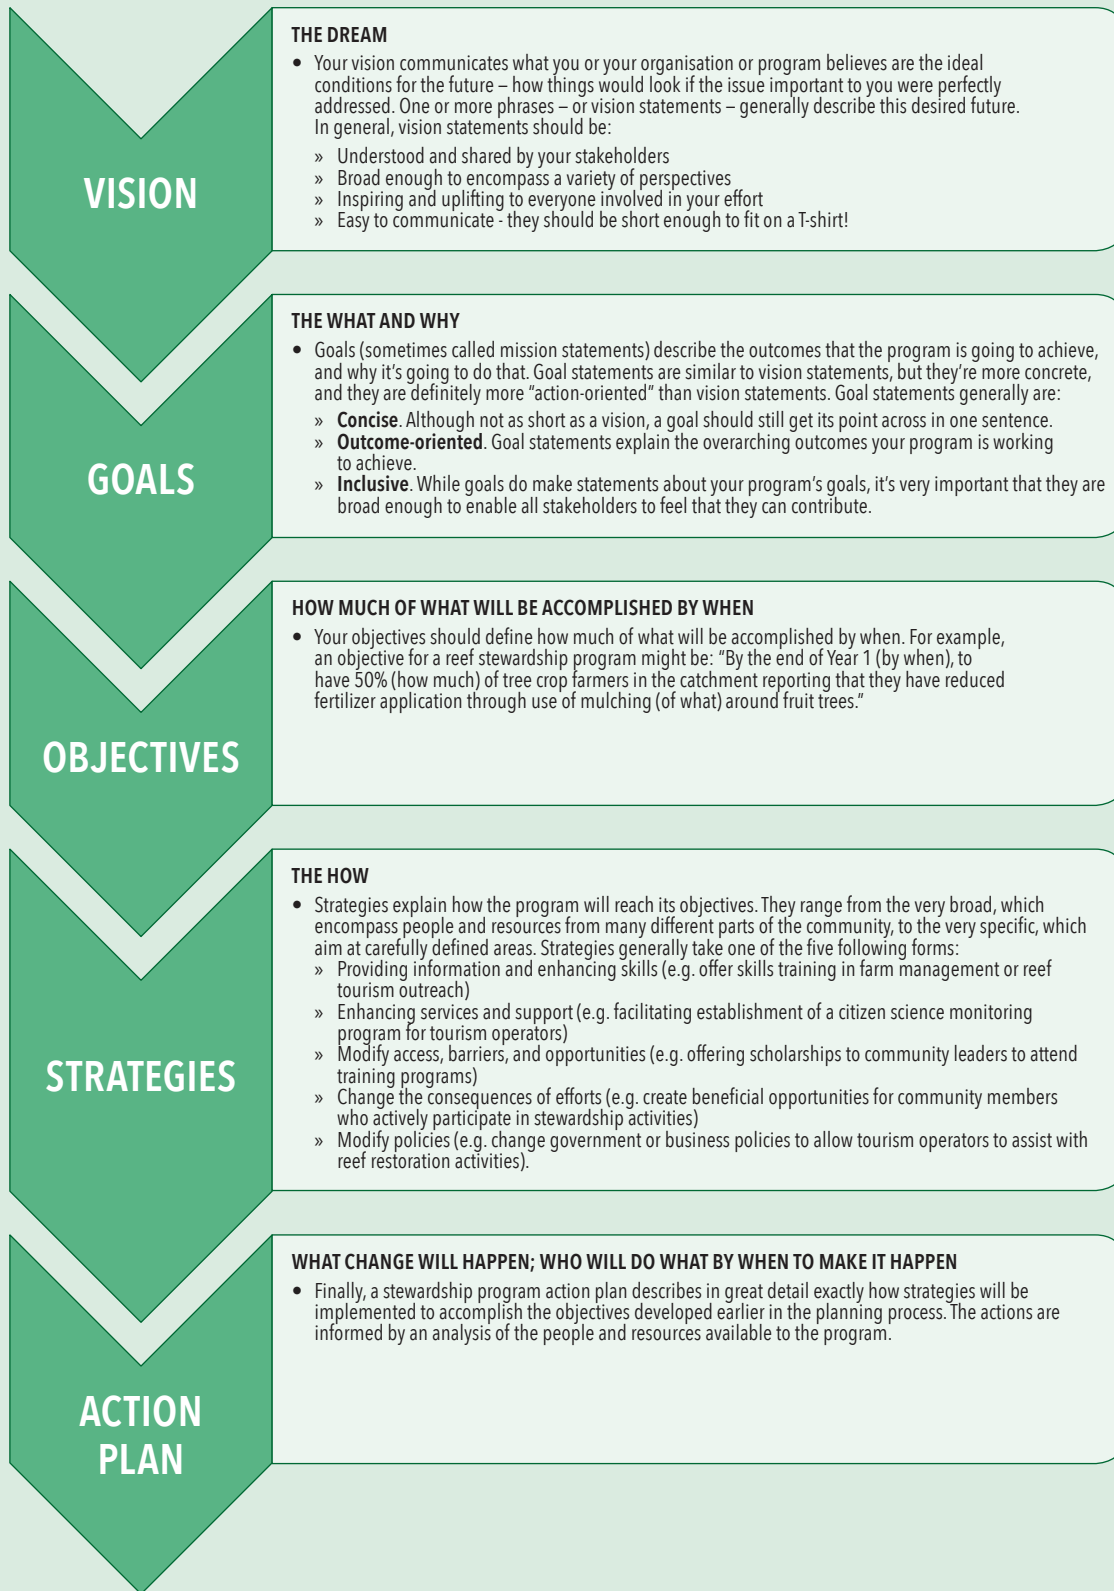 VISION
THE DREAM
• Your vision communicates what you or your organisation or program believes are the ideal
conditions for the future – how things would look if the issue important to you were perfectly
addressed. One or more phrases – or vision statements – generally describe this desired future.
In general, vision statements should be:
» Understood and shared by your stakeholders
» Broad enough to encompass a variety of perspectives
» Inspiring and uplifting to everyone involved in your effort
» Easy to communicate - they should be short enough to fit on a T-shirt!
GOALS
THE WHAT AND WHY
• Goals (sometimes called mission statements) describe the outcomes that the program is going to achieve,
and why it's going to do that. Goal statements are similar to vision statements, but they're more concrete,
and they are definitely more "action-oriented" than vision statements. Goal statements generally are:
» Concise. Although not as short as a vision, a goal should still get its point across in one sentence.
» Outcome-oriented. Goal statements explain the overarching outcomes your program is working
to achieve.
» Inclusive. While goals do make statements about your program's goals, it's very important that they are
broad enough to enable all stakeholders to feel that they can contribute.
OBJECTIVES
HOW MUCH OF WHAT WILL BE ACCOMPLISHED BY WHEN
• Your objectives should define how much of what will be accomplished by when. For example,
an objective for a reef stewardship program might be: "By the end of Year 1 (by when), to
have 50% (how much) of tree crop farmers in the catchment reporting that they have reduced
fertilizer application through use of mulching (of what) around fruit trees."
STRATEGIES
THE HOW
• Strategies explain how the program will reach its objectives. They range from the very broad, which
encompass people and resources from many different parts of the community, to the very specific, which
aim at carefully defined areas. Strategies generally take one of the five following forms:
» Providing information and enhancing skills (e.g. offer skills training in farm management or reef
tourism outreach)
» Enhancing services and support (e.g. facilitating establishment of a citizen science monitoring
program for tourism operators)
» Modify access, barriers, and opportunities (e.g. offering scholarships to community leaders to attend
training programs)
» Change the consequences of efforts (e.g. create beneficial opportunities for community members
who actively participate in stewardship activities)
» Modify policies (e.g. change government or business policies to allow tourism operators to assist with
reef restoration activities).
ACTION
PLAN
WHAT CHANGE WILL HAPPEN; WHO WILL DO WHAT BY WHEN TO MAKE IT HAPPEN
• Finally, a stewardship program action plan describes in great detail exactly how strategies will be
implemented to accomplish the objectives developed earlier in the planning process. The actions are
informed by an analysis of the people and resources available to the program.